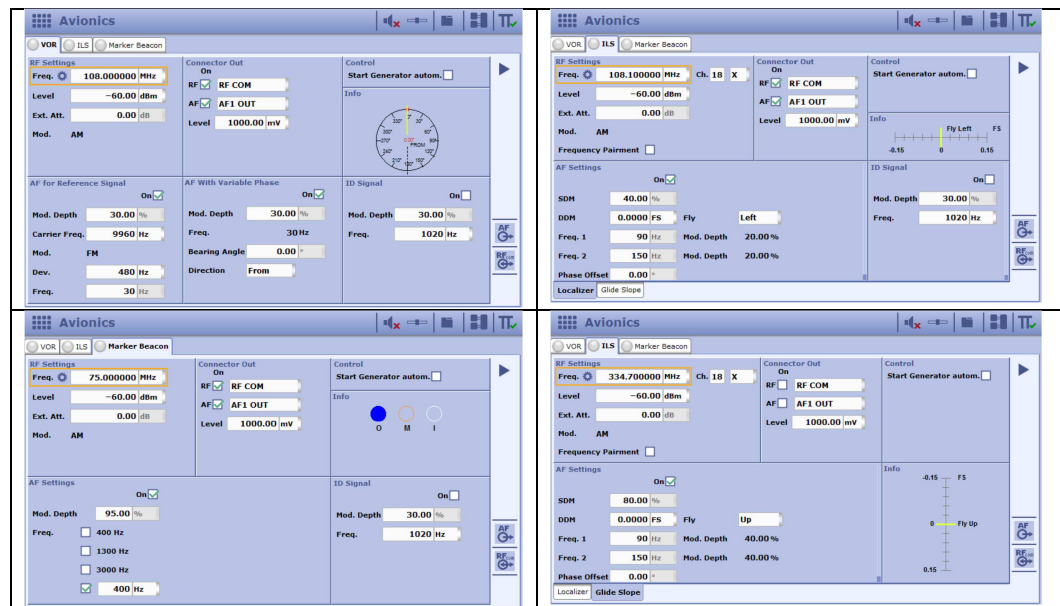 Avionics
VOR ILS Marker Beacon
RF Settings
Freq. 108.000000 MHz
Level -60.00 dBm
Ext. Att. 0.00 dB
Mod. AM
Connector Out
On
RF RF COM
AF AF1 OUT
Level 1000.00 mV
Control
Start Generator autom.
Info
FROM
AF for Reference Signal
On
Mod. Depth 30.00 %
Carrier Freq. 9960 Hz
Mod. FM
Dev. 480 Hz
Freq. 30 Hz
AF With Variable Phase
On
Mod. Depth 30.00 %
Freq. 30 Hz
Bearing Angle 0.00 °
Direction From
ID Signal
On
Mod. Depth 30.00 %
Freq. 1020 Hz
AF
RF COM
Avionics
VOR ILS Marker Beacon
RF Settings
Freq. 108.100000 MHz Ch. 18 X
Level -60.00 dBm
Ext. Att. 0.00 dB
Mod. AM
Frequency Pairment
Connector Out
On
RF RF COM
AF AF1 OUT
Level 1000.00 mV
Control
Start Generator autom.
Info
Fly Left FS
-0.15 0 0.15
AF Settings
On
SDM 40.00 %
DDM 0.0000 FS Fly Left
Freq. 1 90 Hz Mod. Depth 20.00 %
Freq. 2 150 Hz Mod. Depth 20.00 %
Phase Offset 0.00 °
ID Signal
On
Mod. Depth 30.00 %
Freq. 1020 Hz
AF
RF COM
Localizer Glide Slope
Avionics
VOR ILS Marker Beacon
RF Settings
Freq. 75.000000 MHz
Level -60.00 dBm
Ext. Att. 0.00 dB
Mod. AM
Connector Out
On
RF RF COM
AF AF1 OUT
Level 1000.00 mV
Control
Start Generator autom.
Info
O M I
AF Settings
On
Mod. Depth 95.00 %
Freq. 400 Hz
1300 Hz
3000 Hz
400 Hz
ID Signal
On
Mod. Depth 30.00 %
Freq. 1020 Hz
AF
RF COM
Avionics
VOR ILS Marker Beacon
RF Settings
Freq. 334.700000 MHz Ch. 18 X
Level -60.00 dBm
Ext. Att. 0.00 dB
Mod. AM
Frequency Pairment
Connector Out
On
RF RF COM
AF AF1 OUT
Level 1000.00 mV
Control
Start Generator autom.
AF Settings
On
SDM 80.00 %
DDM 0.0000 FS Fly Up
Freq. 1 90 Hz Mod. Depth 40.00 %
Freq. 2 150 Hz Mod. Depth 40.00 %
Phase Offset 0.00 °
Info
-0.15 FS
0 Fly Up
0.15
AF
RF COM
Localizer Glide Slope